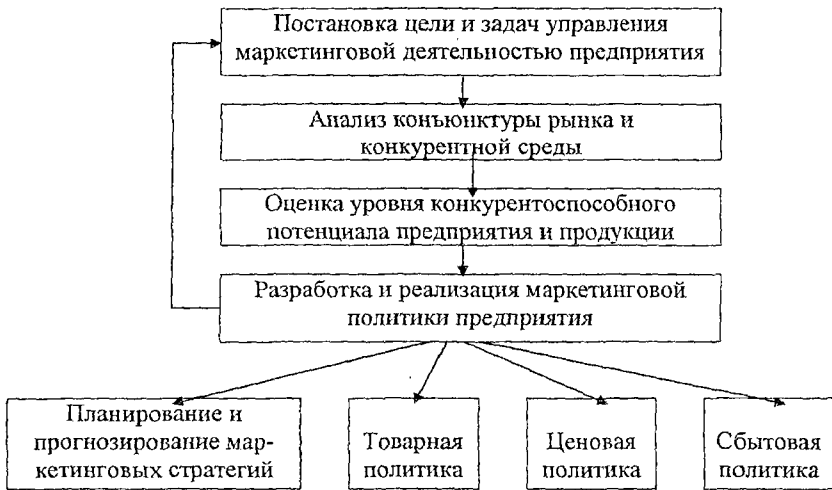 Постановка цели и задач управления
маркетинговой деятельностью предприятия
Анализ конъюнктуры рынка и
конкурентной среды
Оценка уровня конкурентоспособного
потенциала предприятия и продукции
Разработка и реализация маркетинговой
политики предприятия
Планирование и
прогнозирование мар-
кетинговых стратегий
Товарная
политика
Ценовая
политика
Сбытовая
политика